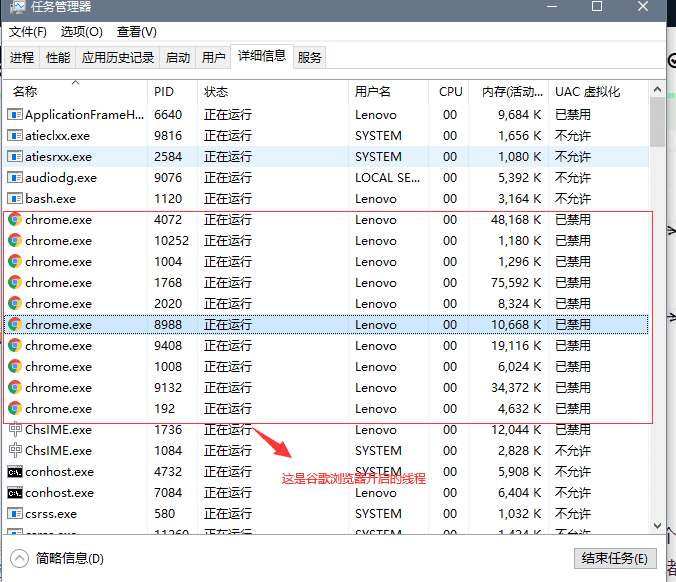 任务管理器
文件(F) 选项(O) 查看(V)
进程 性能 应用历史记录 启动 用户 详细信息 服务
名称 PID 状态 用户名 CPU 内存(活动... UAC 虚拟化
ApplicationFrameH... 6640 正在运行 Lenovo 00 9,684 K 已禁用
atieclxx.exe 9816 正在运行 SYSTEM 00 1,656 K 不允许
atiesrxx.exe 2584 正在运行 SYSTEM 00 1,080 K 不允许
audiodg.exe 9076 正在运行 LOCAL SE... 00 5,392 K 不允许
bash.exe 1120 正在运行 Lenovo 00 3,164 K 不允许
chrome.exe 4072 正在运行 Lenovo 00 48,168 K 已禁用
chrome.exe 10252 正在运行 Lenovo 00 1,180 K 已禁用
chrome.exe 1004 正在运行 Lenovo 00 1,296 K 已禁用
chrome.exe 1768 正在运行 Lenovo 00 75,592 K 已禁用
chrome.exe 2020 正在运行 Lenovo 00 8,324 K 已禁用
chrome.exe 8988 正在运行 Lenovo 00 10,668 K 已禁用
chrome.exe 9408 正在运行 Lenovo 00 19,116 K 已禁用
chrome.exe 1008 正在运行 Lenovo 00 6,024 K 已禁用
chrome.exe 9132 正在运行 Lenovo 00 34,372 K 已禁用
chrome.exe 192 正在运行 Lenovo 00 4,632 K 已禁用
ChsIME.exe 1736 正在运行 Lenovo 00 12,044 K 已禁用
ChsIME.exe 1084 正在运行 SYSTEM 00 2,828 K 不允许
conhost.exe 4732 正在运行 SYSTEM 00 5,908 K 不允许
这是谷歌浏览器开启的线程
conhost.exe 7084 正在运行 Lenovo 00 6,404 K 不允许
csrss.exe 580 正在运行 SYSTEM 00 1,032 K 不允许
简略信息(D) 结束任务(E)